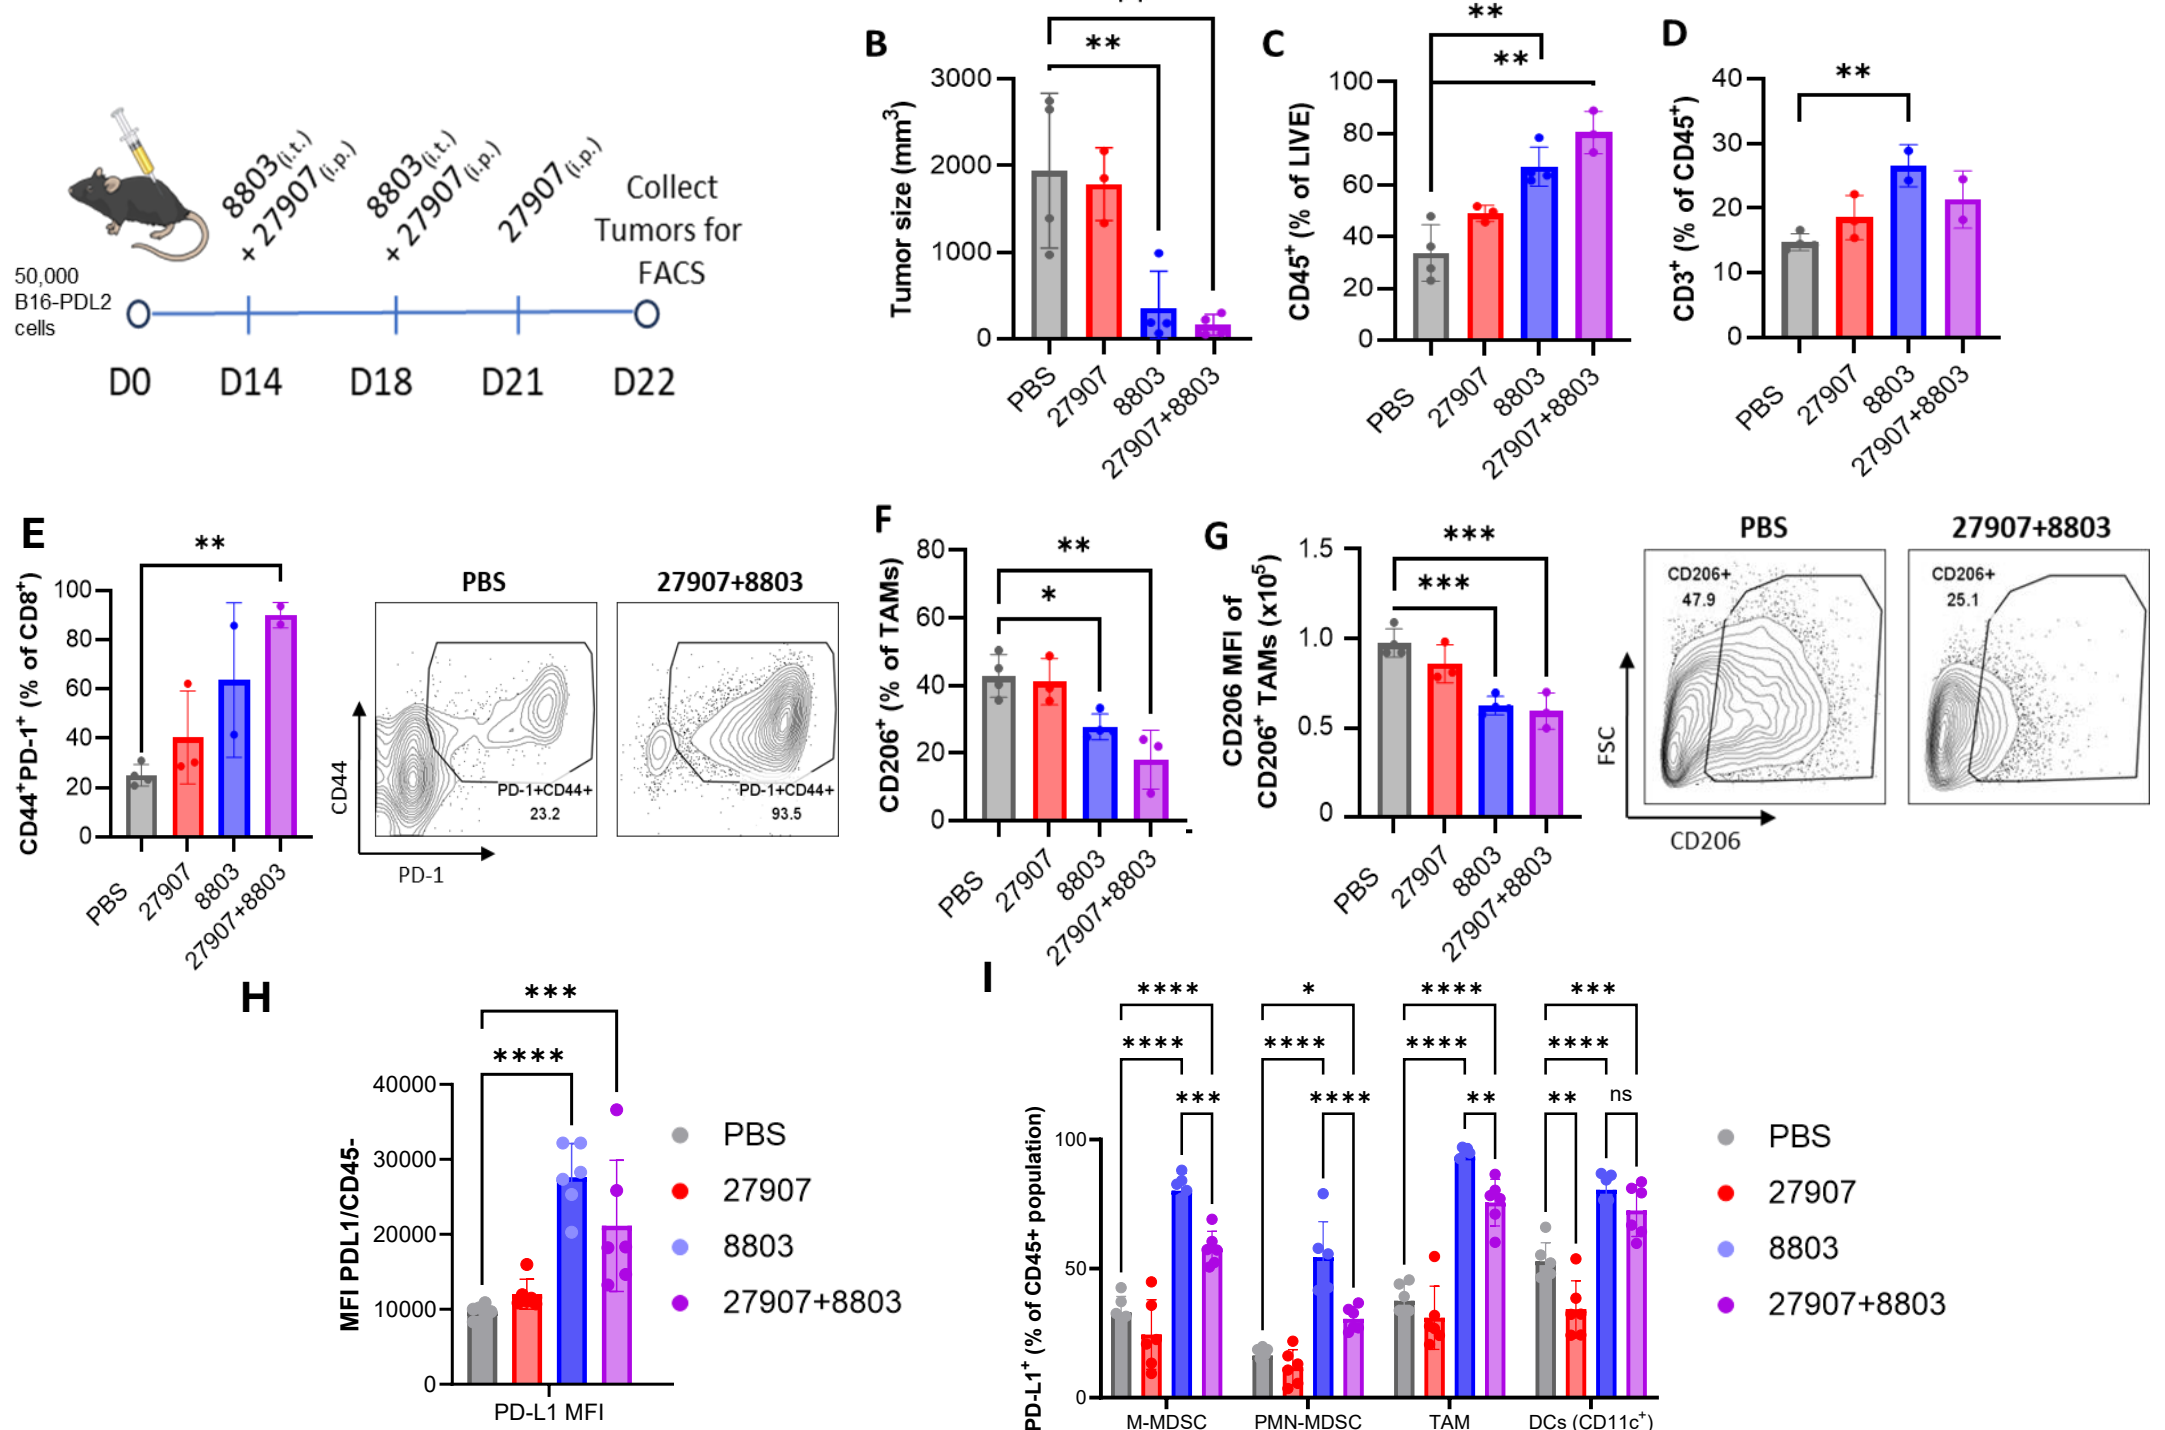 8803(i.t.)
+ 27907(i.p.)
8803(i.t.)
+ 27907(i.p.)
27907(i.p.)
Collect
Tumors for
FACS
50,000
B16-PDL2
cells
D0
D14
D18
D21
D22
B
**
Tumor size (mm3)
3000
2000
1000
0
PBS
27907
8803
27907+8803
C
**
**
CD45+ (% of LIVE)
100
80
60
40
20
0
PBS
27907
8803
27907+8803
D
**
CD3+ (% of CD45+)
40
30
20
10
0
PBS
27907
8803
27907+8803
E
**
CD44+PD-1+ (% of CD8+)
100
80
60
40
20
0
PBS
27907
8803
27907+8803
PBS
27907+8803
PD-1+CD44+
23.2
PD-1+CD44+
93.5
CD44
PD-1
F
**
*
CD206+ (% of TAMs)
80
60
40
20
0
PBS
27907
8803
27907+8803
G
***
***
CD206 MFI of
CD206+ TAMs (x105)
1.5
1.0
0.5
0
PBS
27907
8803
27907+8803
PBS
27907+8803
CD206+
47.9
CD206+
25.1
FSC
CD206
H
***
****
MFI PDL1/CD45-
40000
30000
20000
10000
0
PD-L1 MFI
PBS
27907
8803
27907+8803
I
**** * **** ***
**** **** **** ****
*** **** ** ** ns
PD-L1+ (% of CD45+ population)
100
50
0
M-MDSC
PMN-MDSC
TAM
DCs (CD11c+)
PBS
27907
8803
27907+8803